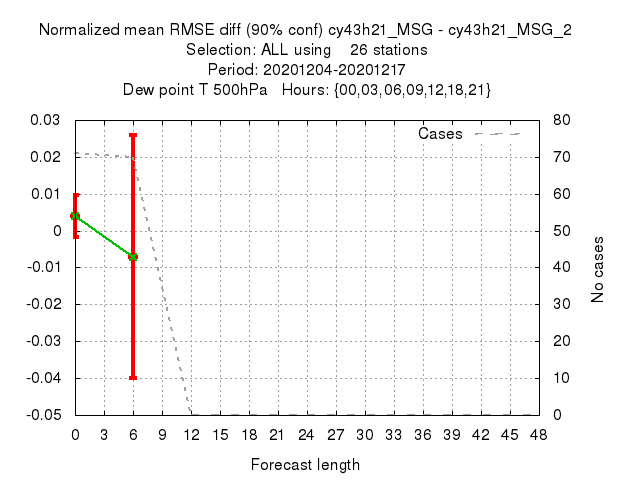 Normalized mean RMSE diff (90% conf) cy43h21_MSG - cy43h21_MSG_2
Selection: ALL using 26 stations
Period: 20201204-20201217
Dew point T 500hPa Hours: {00,03,06,09,12,18,21}
Cases
0.03
0.02
0.01
0
-0.01
-0.02
-0.03
-0.04
-0.05
80
70
60
50
40
30
20
10
0
No cases
0 3 6 9 12 15 18 21 24 27 30 33 36 39 42 45 48
Forecast length